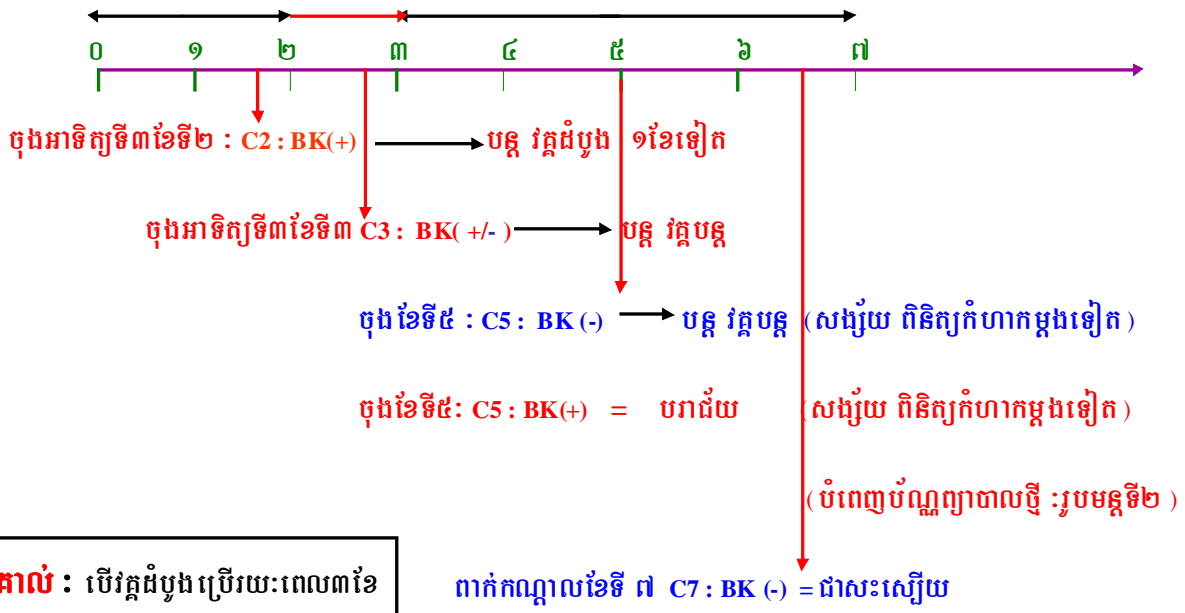 ០ ១ ២ ៣ ៤ ៥ ៦ ៧
ចុងអាទិត្យទី៣ខែទី២ : C2 : BK(+) បន្ត វគ្គដំបូង ១ខែទៀត
ចុងអាទិត្យទី៣ខែទី៣ C3 : BK( +/- ) បន្ត វគ្គបន្ត
ចុងខែទី៥ : C5 : BK (-) បន្ត វគ្គបន្ត (សង្ស័យ ពិនិត្យកំហាកម្តងទៀត )
ចុងខែទី៥: C5 : BK(+) = បរាជ័យ (សង្ស័យ ពិនិត្យកំហាកម្តងទៀត )
( បំពេញប័ណ្ណព្យាបាលថ្មី :រូបមន្តទី២ )
គាល់ : បើវគ្គដំបូងប្រើរយ:ពេល៣ខែ
ពាក់កណ្តាលខែទី ៧ C7 : BK (-) = ជាសះស្បើយ